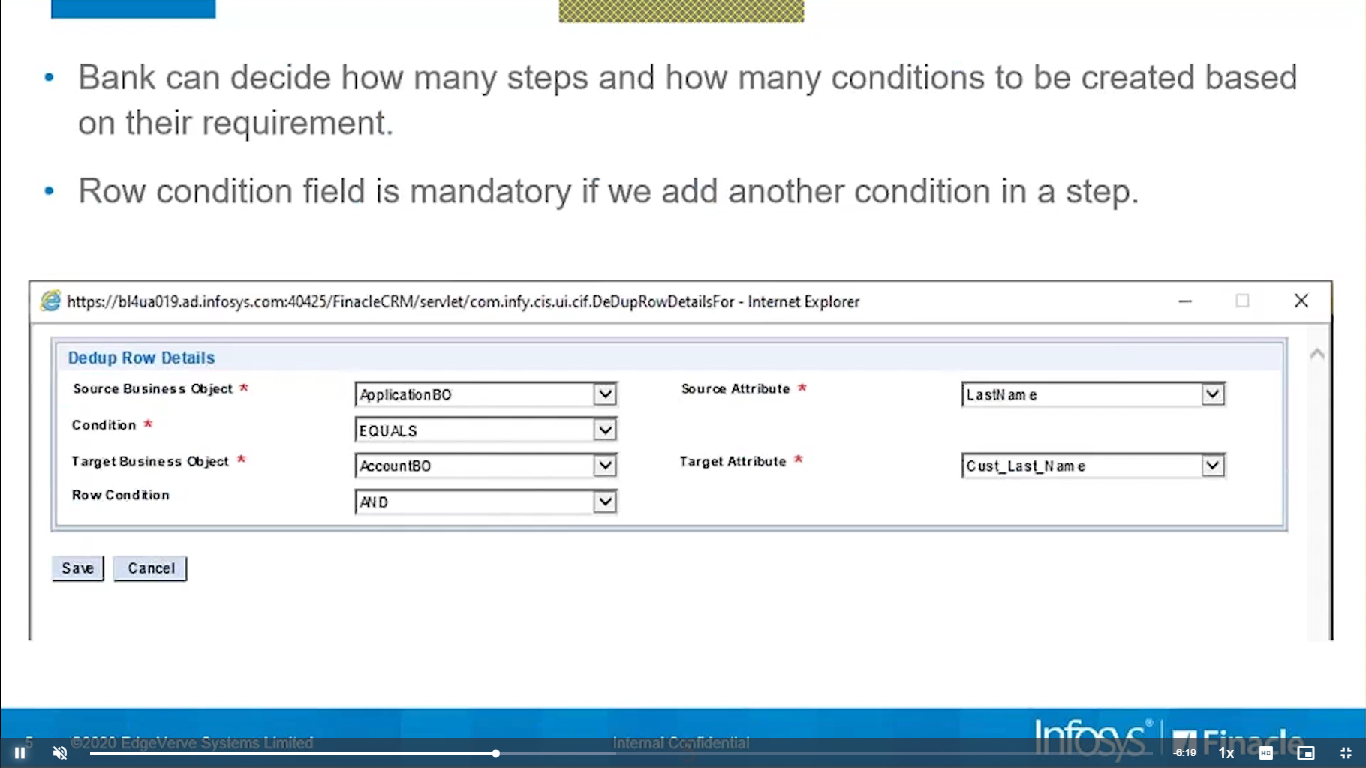 Bank can decide how many steps and how many conditions to be created based
on their requirement.
Row condition field is mandatory if we add another condition in a step.
https://bl4ua019.ad.infosys.com:40425/FinacleCRM/servlet/com.infy.cis.ui.cif.DeDupRowDetailsFor - Internet Explorer
Dedup Row Details
Source Business Object * ApplicationBO Source Attribute * LastName
Condition * EQUALS
Target Business Object * AccountBO Target Attribute * Cust_Last_Name
Row Condition AND
Save Cancel
5 ©2020 EdgeVerve Systems Limited Internal Confidential Infosys® | Finacle
-6:19 1x HD